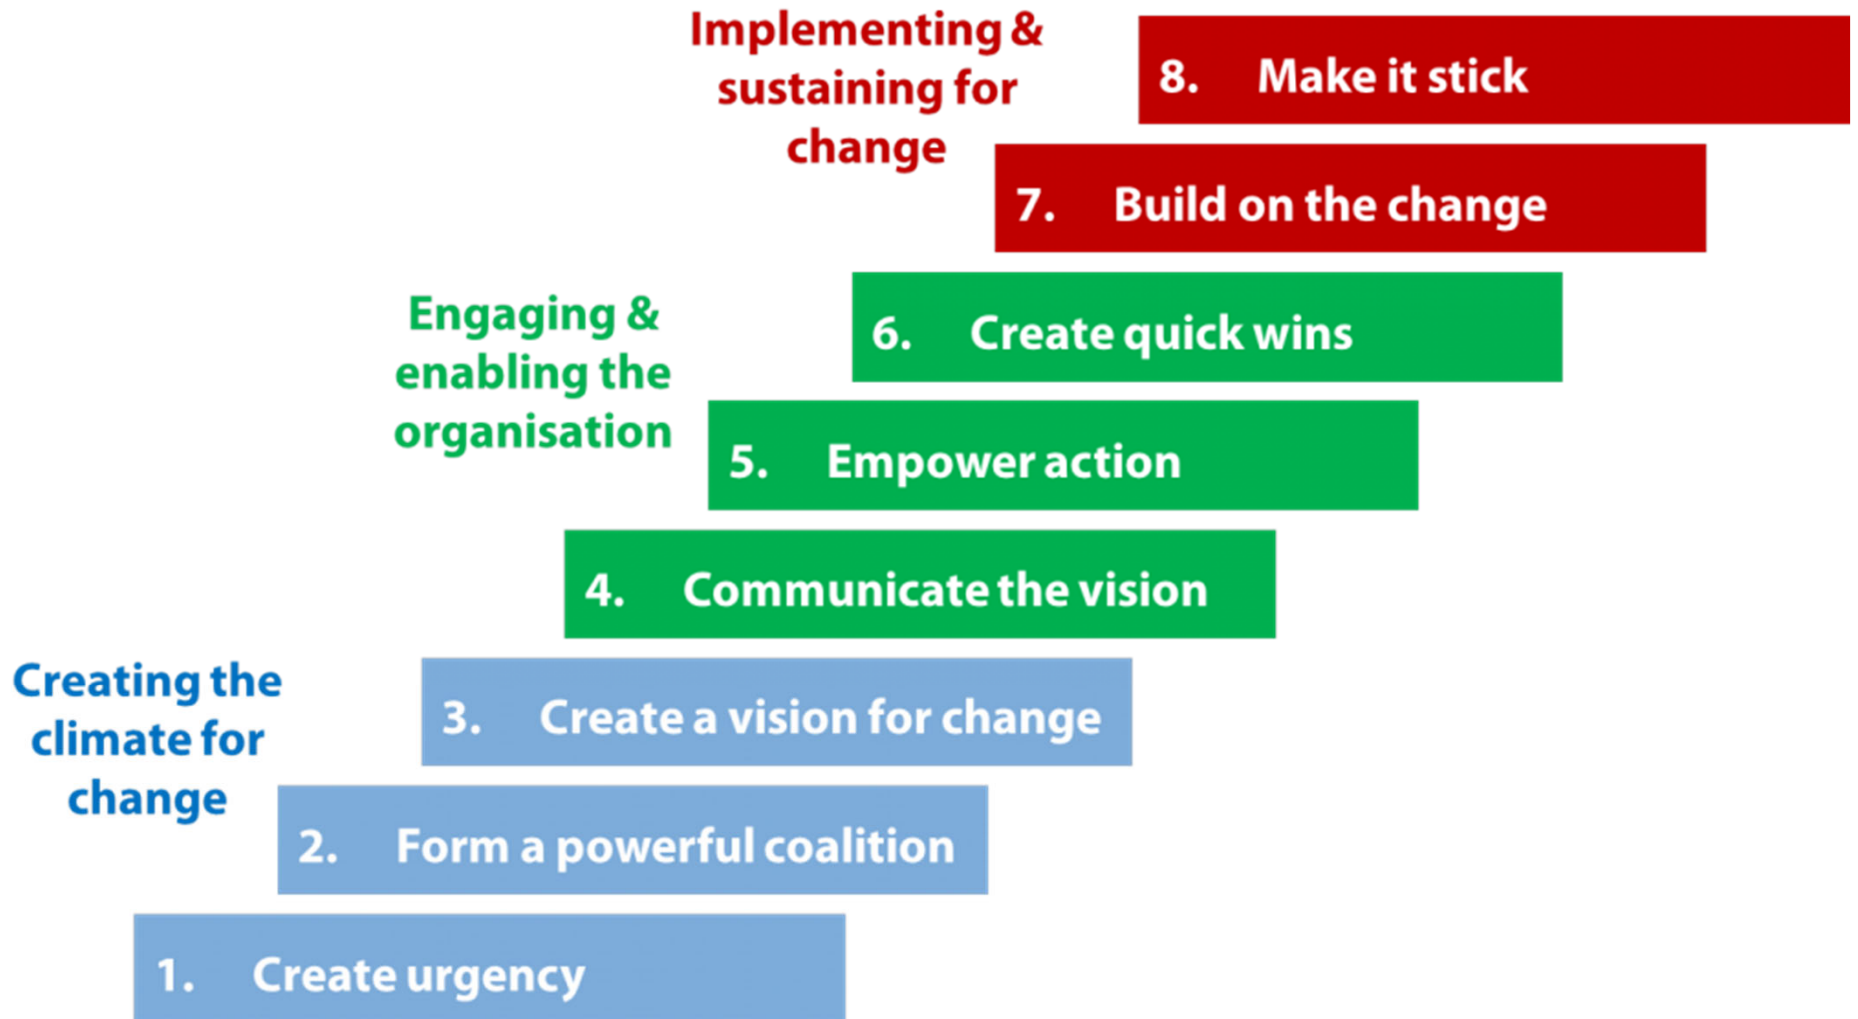 Implementing &
sustaining for
change
8. Make it stick
7. Build on the change
Engaging &
enabling the
organisation
6. Create quick wins
5. Empower action
4. Communicate the vision
Creating the
climate for
change
3. Create a vision for change
2. Form a powerful coalition
1. Create urgency